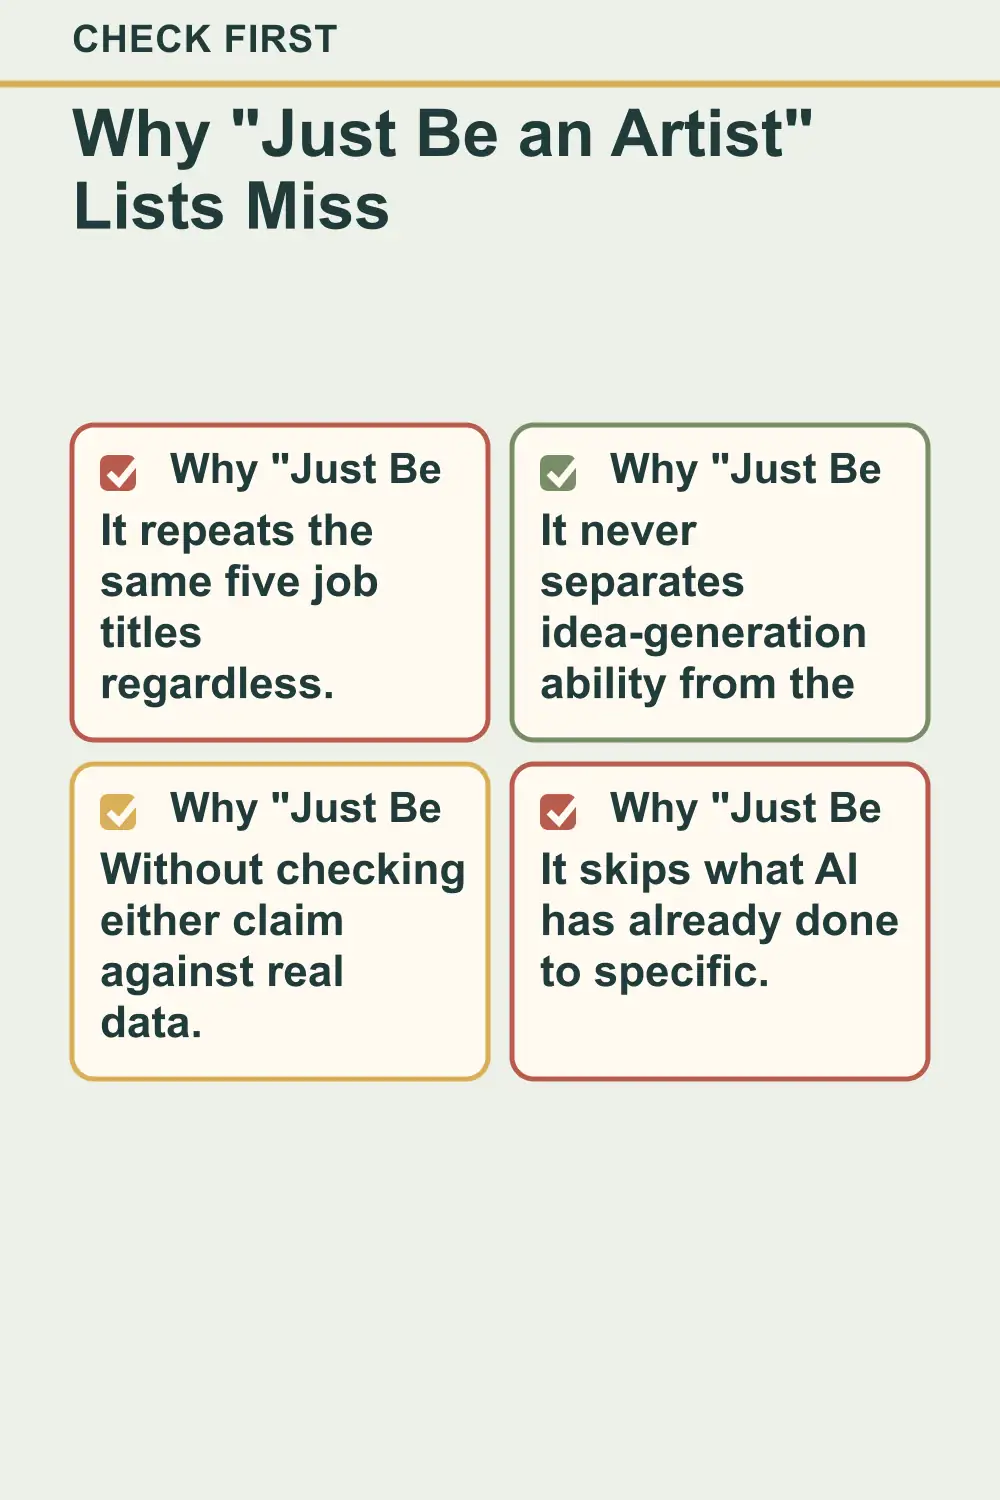 CHECK FIRST
Why "Just Be an Artist"
Lists Miss
Why "Just Be
It repeats the
same five job
titles
regardless.
Why "Just Be
It never
separates
idea-generation
ability from the
Why "Just Be
Without checking
either claim
against real
data.
Why "Just Be
It skips what AI
has already done
to specific.